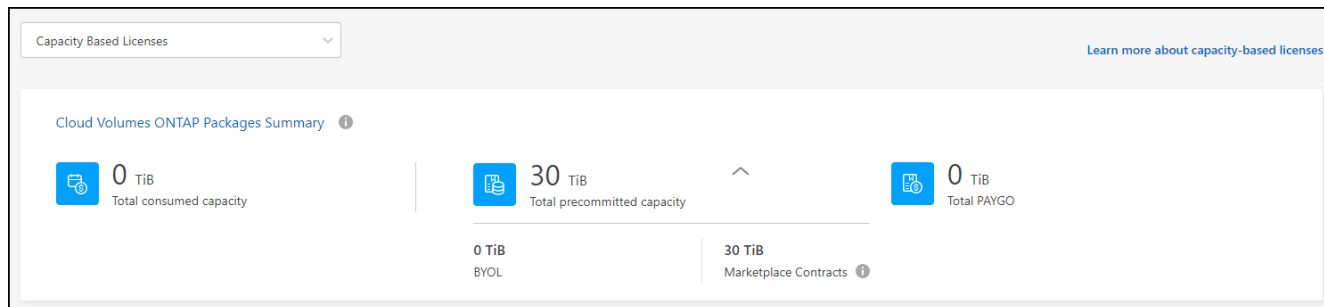 Capacity Based Licenses
Learn more about capacity-based licenses
Cloud Volumes ONTAP Packages Summary
0 TiB
Total consumed capacity
30 TiB
Total precommitted capacity
0 TiB
Total PAYGO
0 TiB
BYOL
30 TiB
Marketplace Contracts